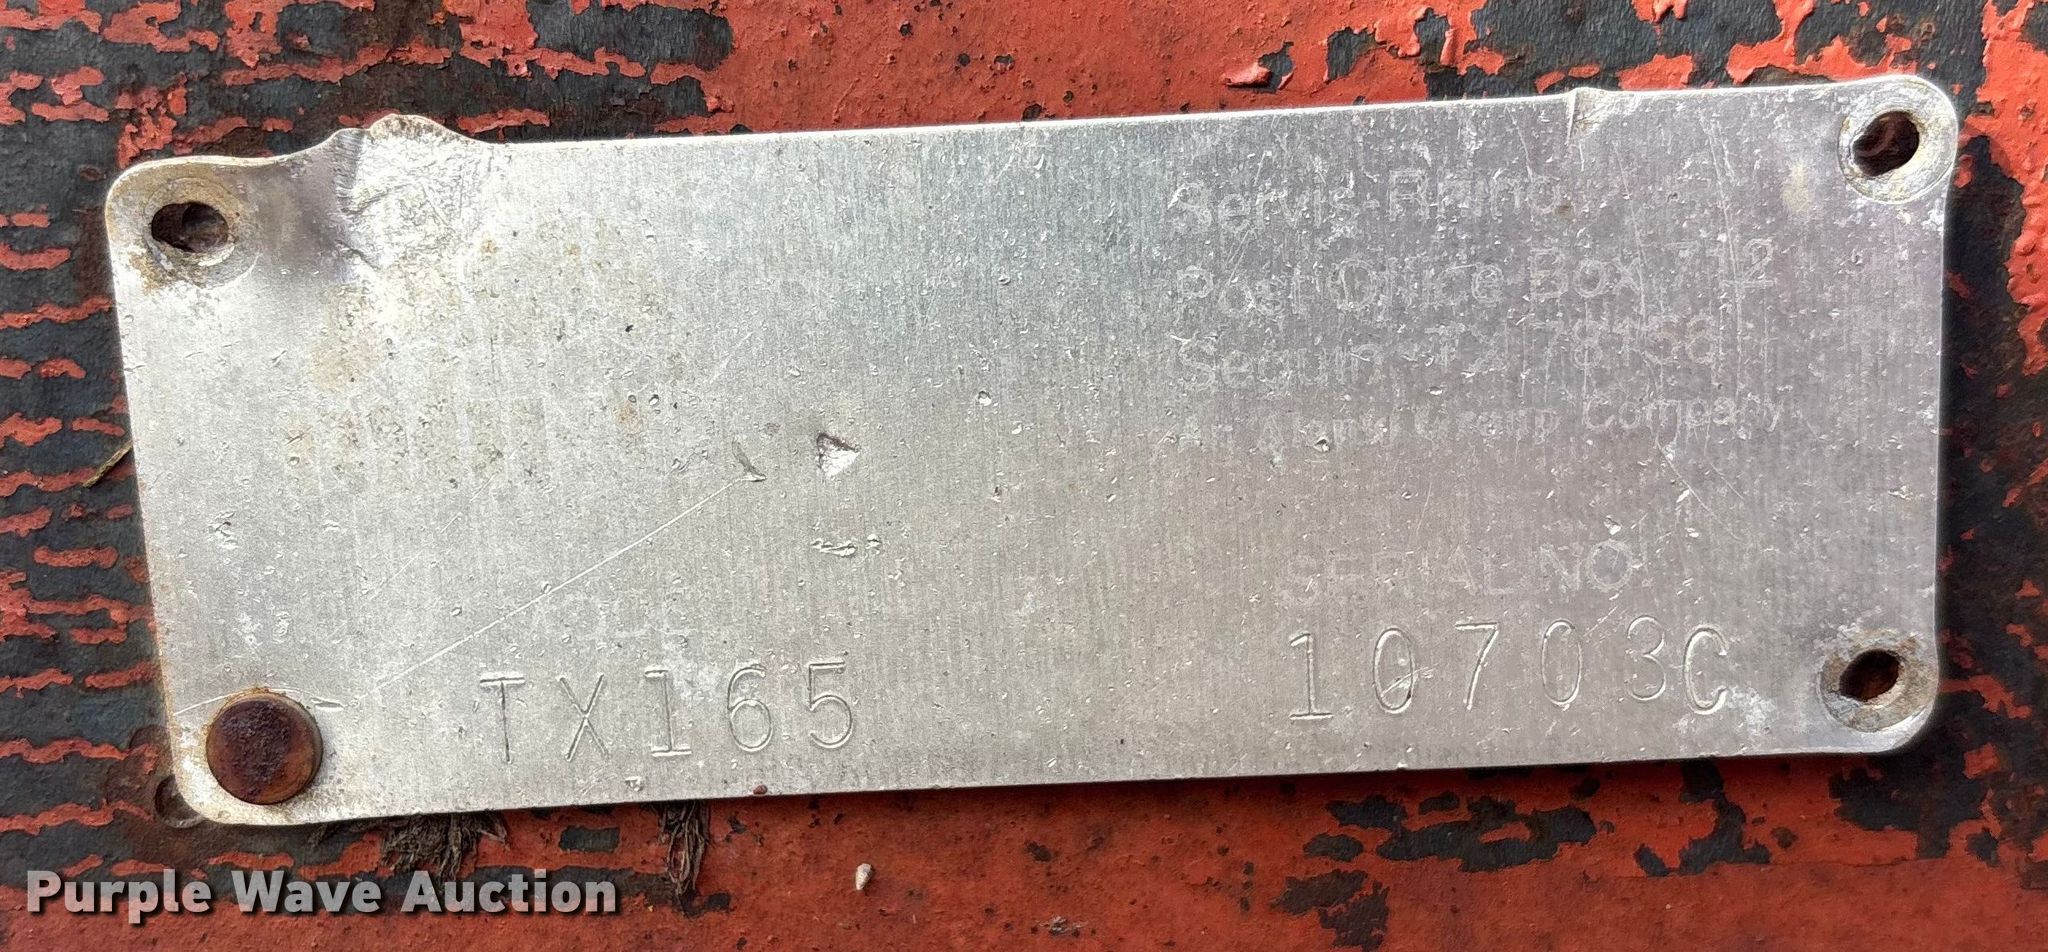 Servis-Rhino
Post Office Box 712
Seguin, TX 78156
An Alamo Group Company
SERIAL NO.
TX165
10703C
Purple Wave Auction